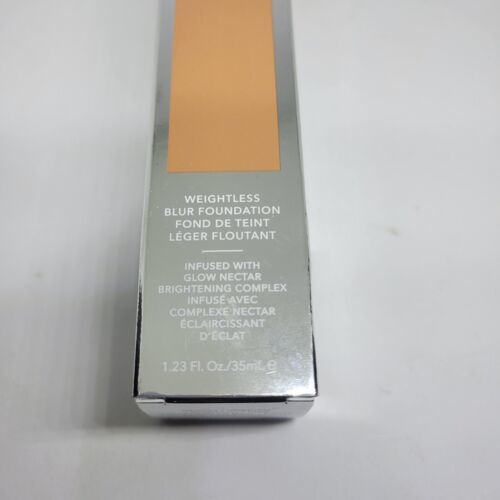 WEIGHTLESS
BLUR FOUNDATION
FOND DE TEINT
LÉGER FLOUTANT
INFUSED WITH
GLOW NECTAR
BRIGHTENING COMPLEX
INFUSÉ AVEC
COMPLEXE NECTAR
ÉCLAIRCISSANT
D'ÉCLAT
1.23 Fl. Oz./35mL ℮